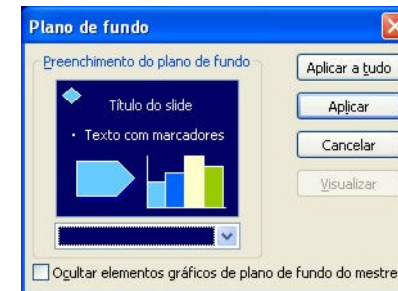 Plano de fundo
Preenchimento do plano de fundo
Título do slide
• Texto com marcadores
Aplicar a tudo
Aplicar
Cancelar
Visualizar
Ocultar elementos gráficos de plano de fundo do mestre